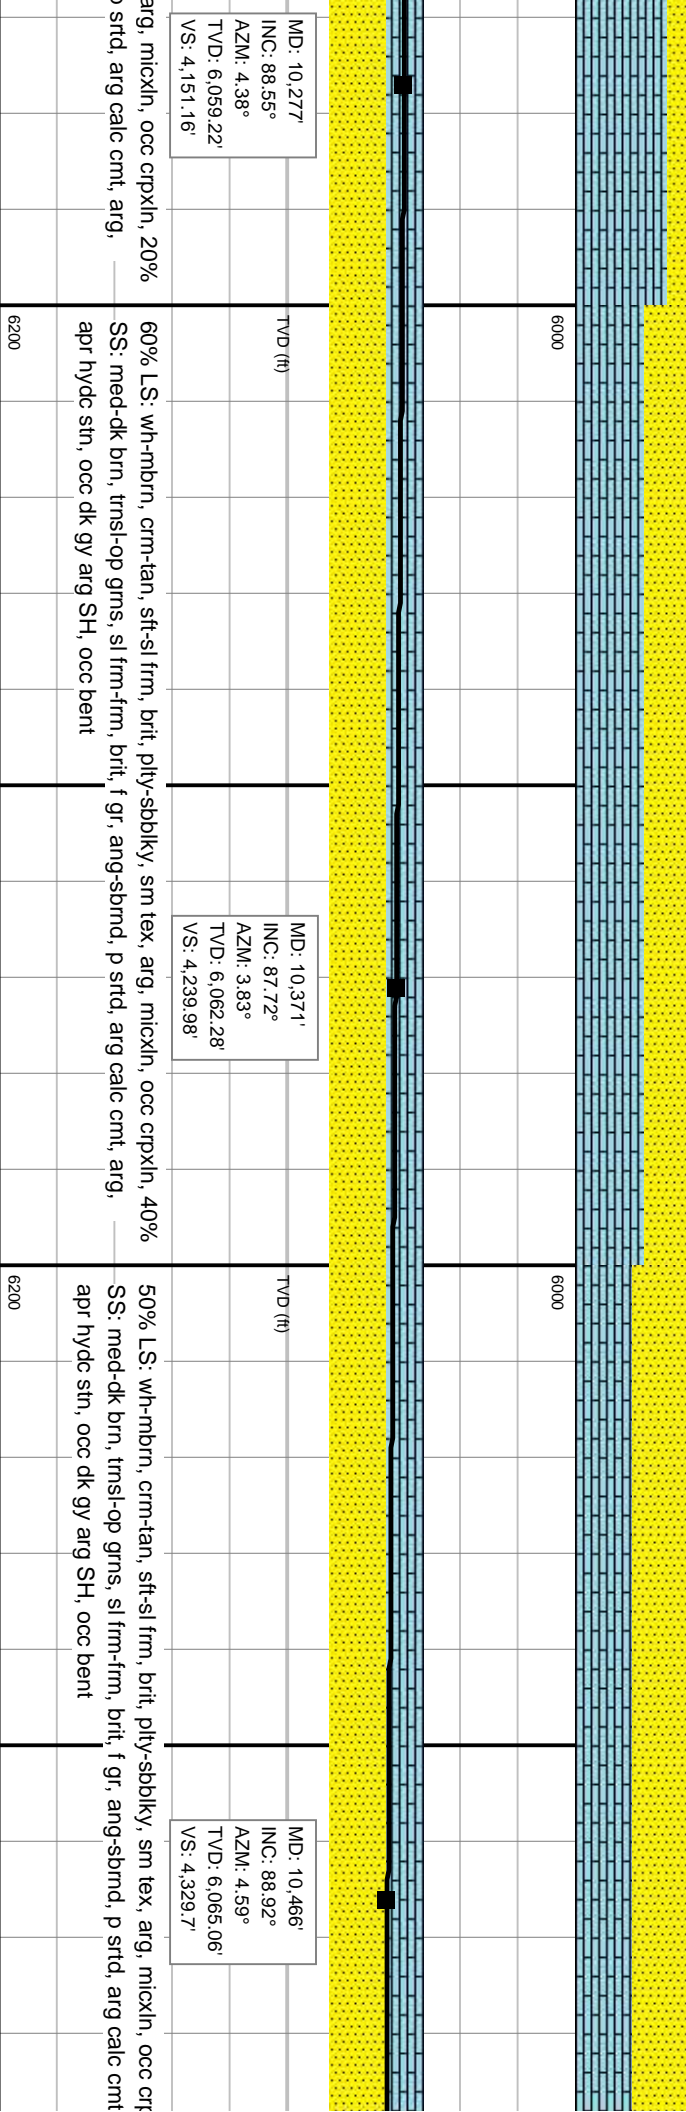 arg, micxln, occ crpxln, 20%
srtd, arg calc cmt, arg,
MD: 10,277'
INC: 88.55°
AZM: 4.38°
TVD: 6,059.22'
VS: 4,151.16'
6000
TVD (ft)
6200
60% LS: wh-mbrn, crm-tan, sft-sl frm, brit, plty-sbblky, sm tex, arg, micxln, occ crpxln, 40%
SS: med-dk brn, trnsl-op grns, sl frm-frm, brit, f gr, ang-sbrnd, p srtd, arg calc cmt, arg,
apr hydc stn, occ dk gy arg SH, occ bent
MD: 10,371'
INC: 87.72°
AZM: 3.83°
TVD: 6,062.28'
VS: 4,239.98'
6000
TVD (ft)
6200
50% LS: wh-mbrn, crm-tan, sft-sl frm, brit, plty-sbblky, sm tex, arg, micxln, occ crp
SS: med-dk brn, trnsl-op grns, sl frm-frm, brit, f gr, ang-sbrnd, p srtd, arg calc cmt
apr hydc stn, occ dk gy arg SH, occ bent
MD: 10,466'
INC: 88.92°
AZM: 4.59°
TVD: 6,065.06'
VS: 4,329.7'